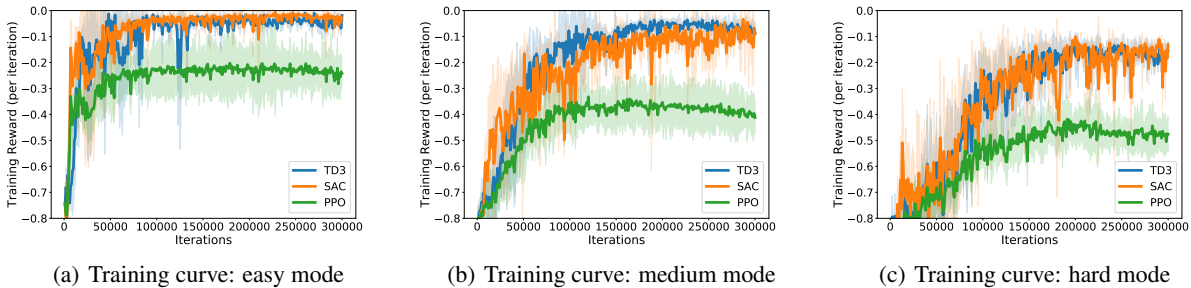 0.0
−0.1
−0.2
−0.3
−0.4
−0.5
−0.6
−0.7
−0.8
Training Reward (per iteration)
TD3
SAC
PPO
0 50000 100000 150000 200000 250000 300000
Iterations
(a) Training curve: easy mode
0.0
−0.1
−0.2
−0.3
−0.4
−0.5
−0.6
−0.7
−0.8
Training Reward (per iteration)
TD3
SAC
PPO
0 50000 100000 150000 200000 250000 300000
Iterations
(b) Training curve: medium mode
0.0
−0.1
−0.2
−0.3
−0.4
−0.5
−0.6
−0.7
−0.8
Training Reward (per iteration)
TD3
SAC
PPO
0 50000 100000 150000 200000 250000 300000
Iterations
(c) Training curve: hard mode